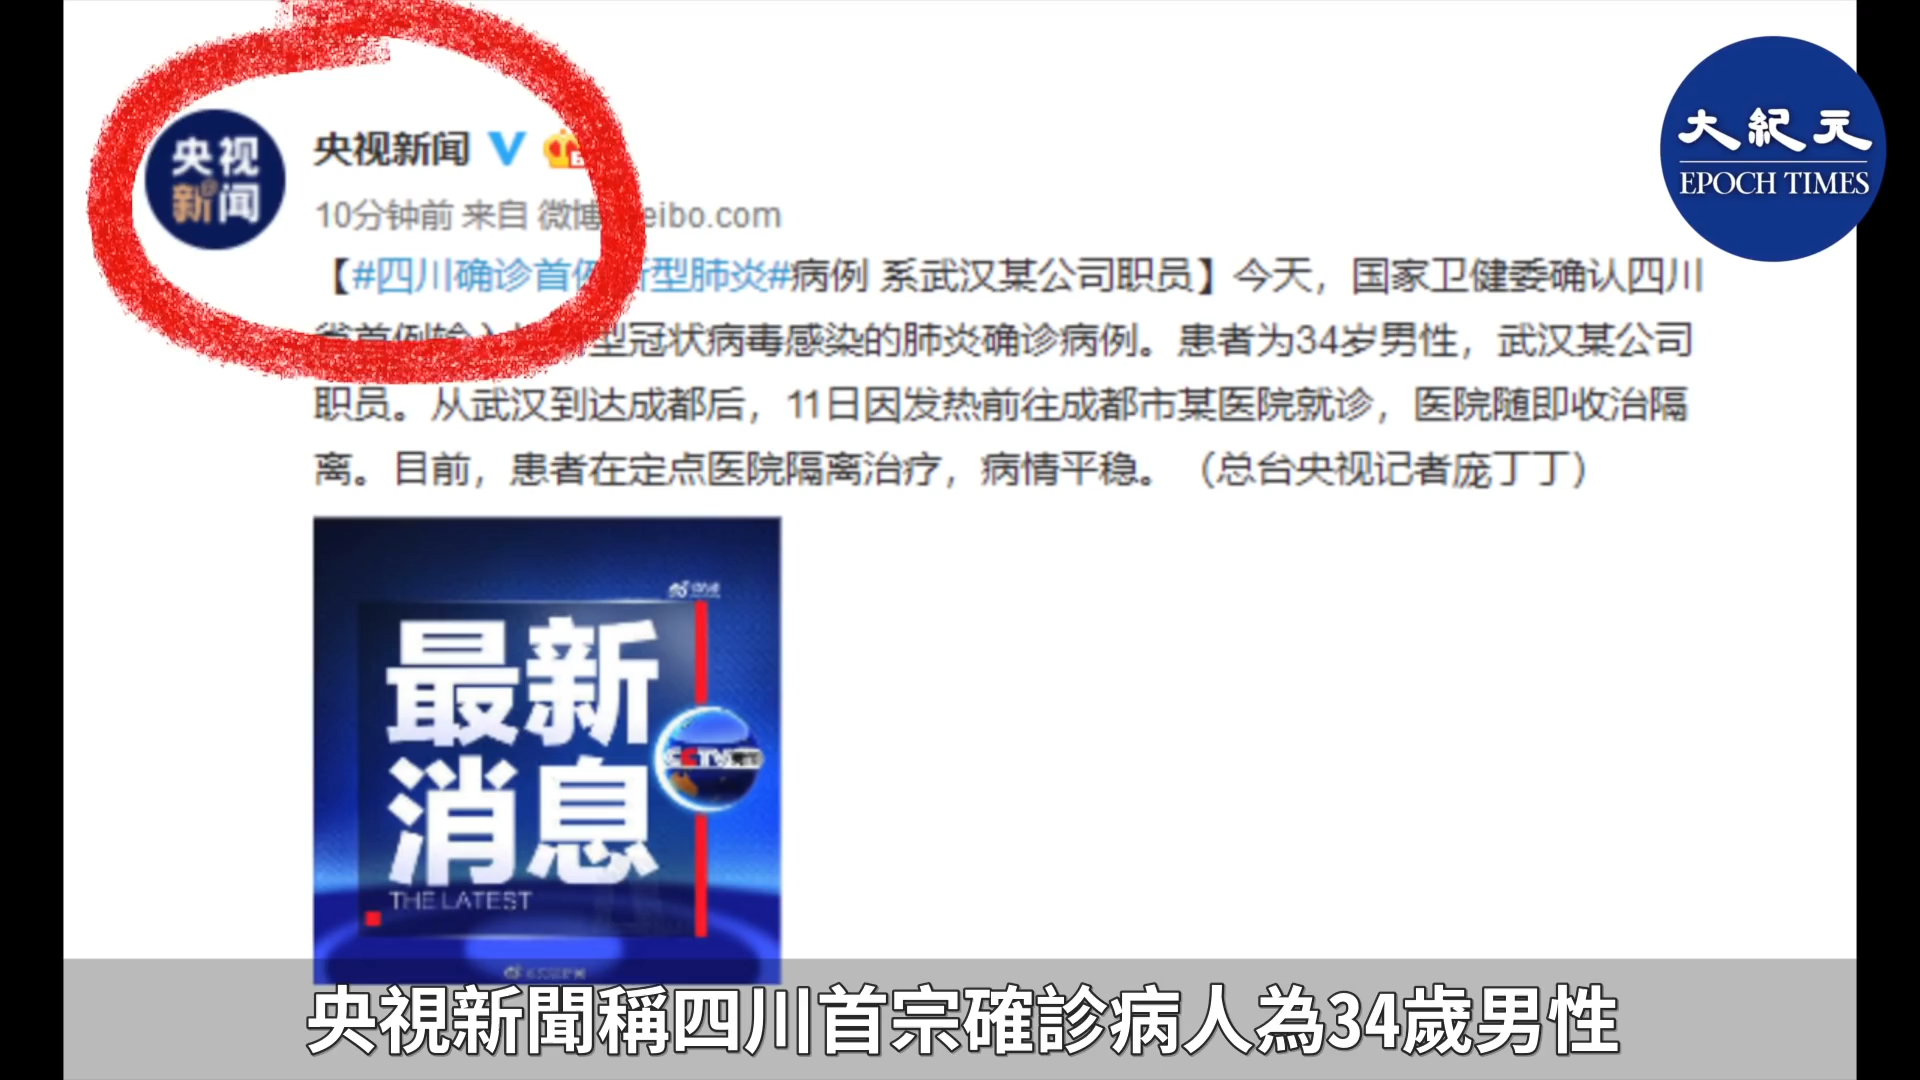 央视新闻
大紀元
EPOCH TIMES
央视
新闻
10分钟前 来自 微博 eibo.com
【#四川确诊首例 型肺炎#病例 系武汉某公司职员】今天，国家卫健委确认四川
省首例输入 型冠状病毒感染的肺炎确诊病例。患者为34岁男性，武汉某公司
职员。从武汉到达成都后，11日因发热前往成都市某医院就诊，医院随即收治隔
离。目前，患者在定点医院隔离治疗，病情平稳。（总台央视记者庞丁丁）
最新
消息
THE LATEST
CCTV
央視新聞稱四川首宗確診病人為34歲男性